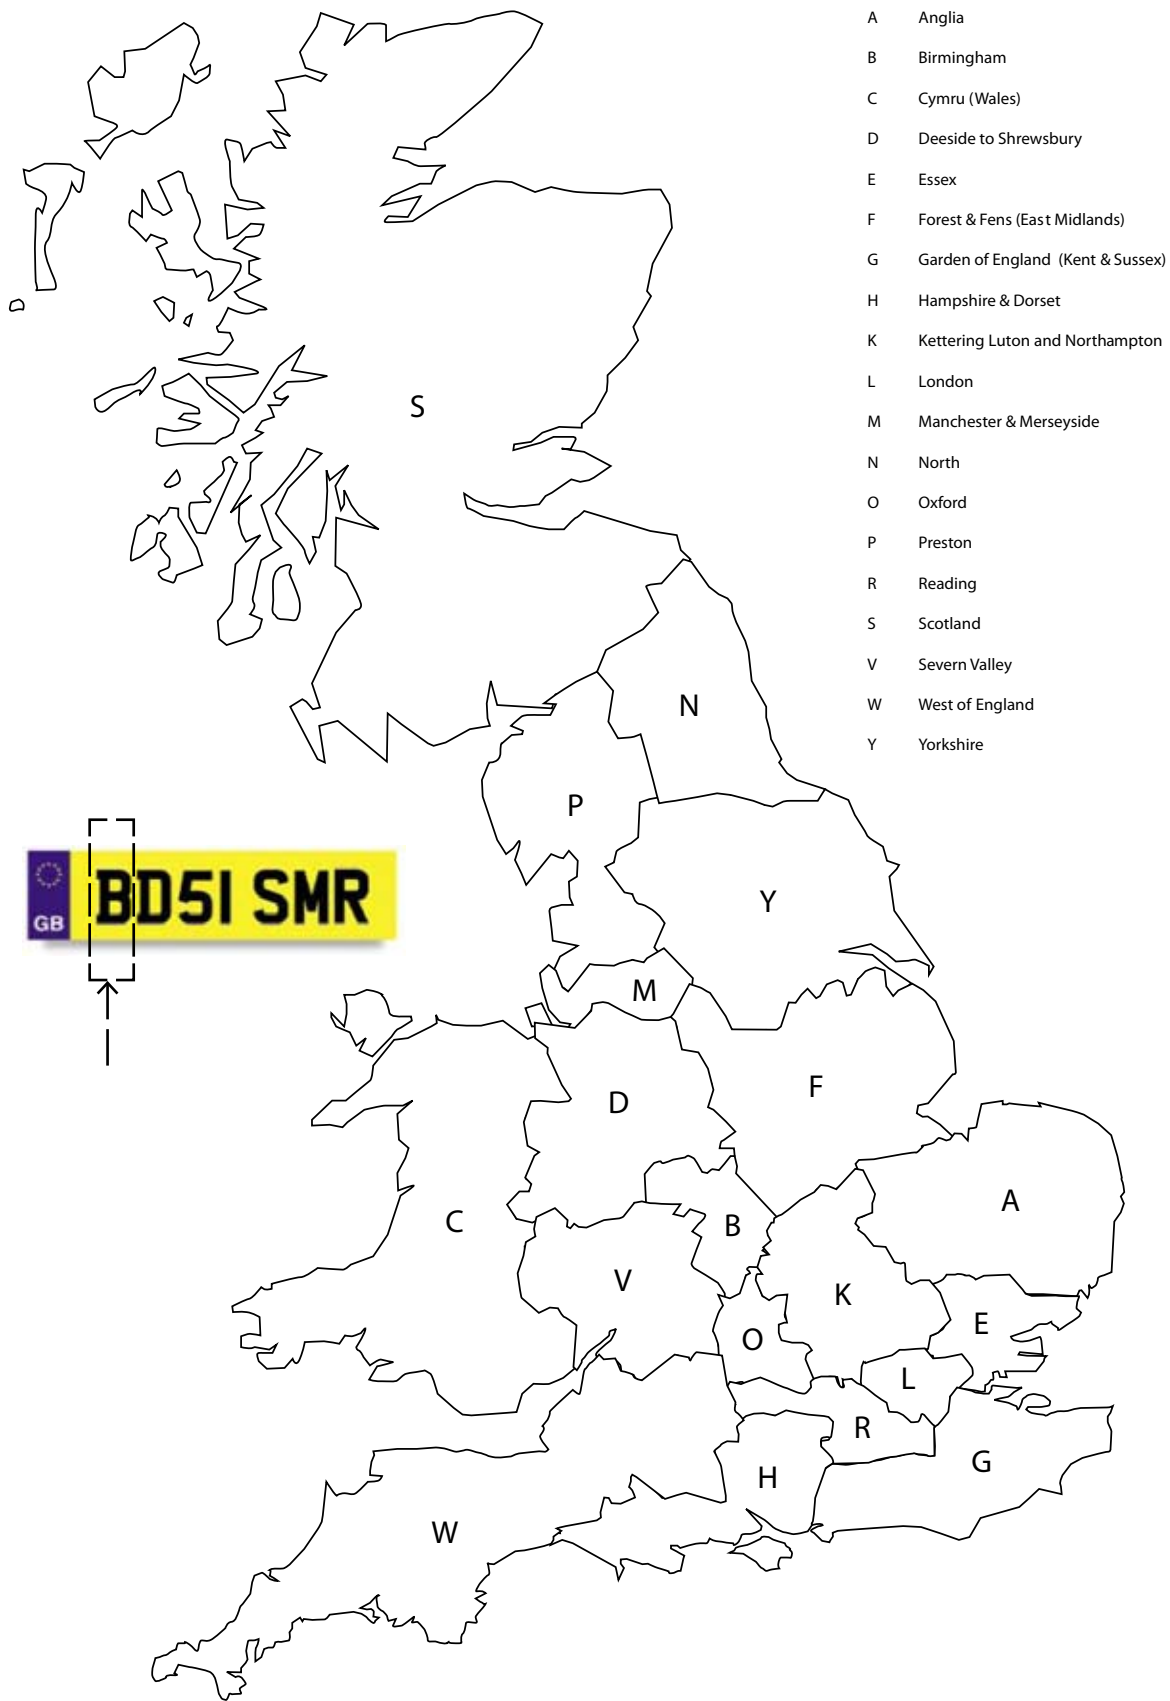 A Anglia
B Birmingham
C Cymru (Wales)
D Deeside to Shrewsbury
E Essex
F Forest & Fens (East Midlands)
G Garden of England (Kent & Sussex)
H Hampshire & Dorset
K Kettering Luton and Northampton
L London
M Manchester & Merseyside
N North
O Oxford
P Preston
R Reading
S Scotland
V Severn Valley
W West of England
Y Yorkshire
S
N
P
GB BD51 SMR
Y
M
F
D
A
C
B
V
K
E
O
L
R
G
H
W